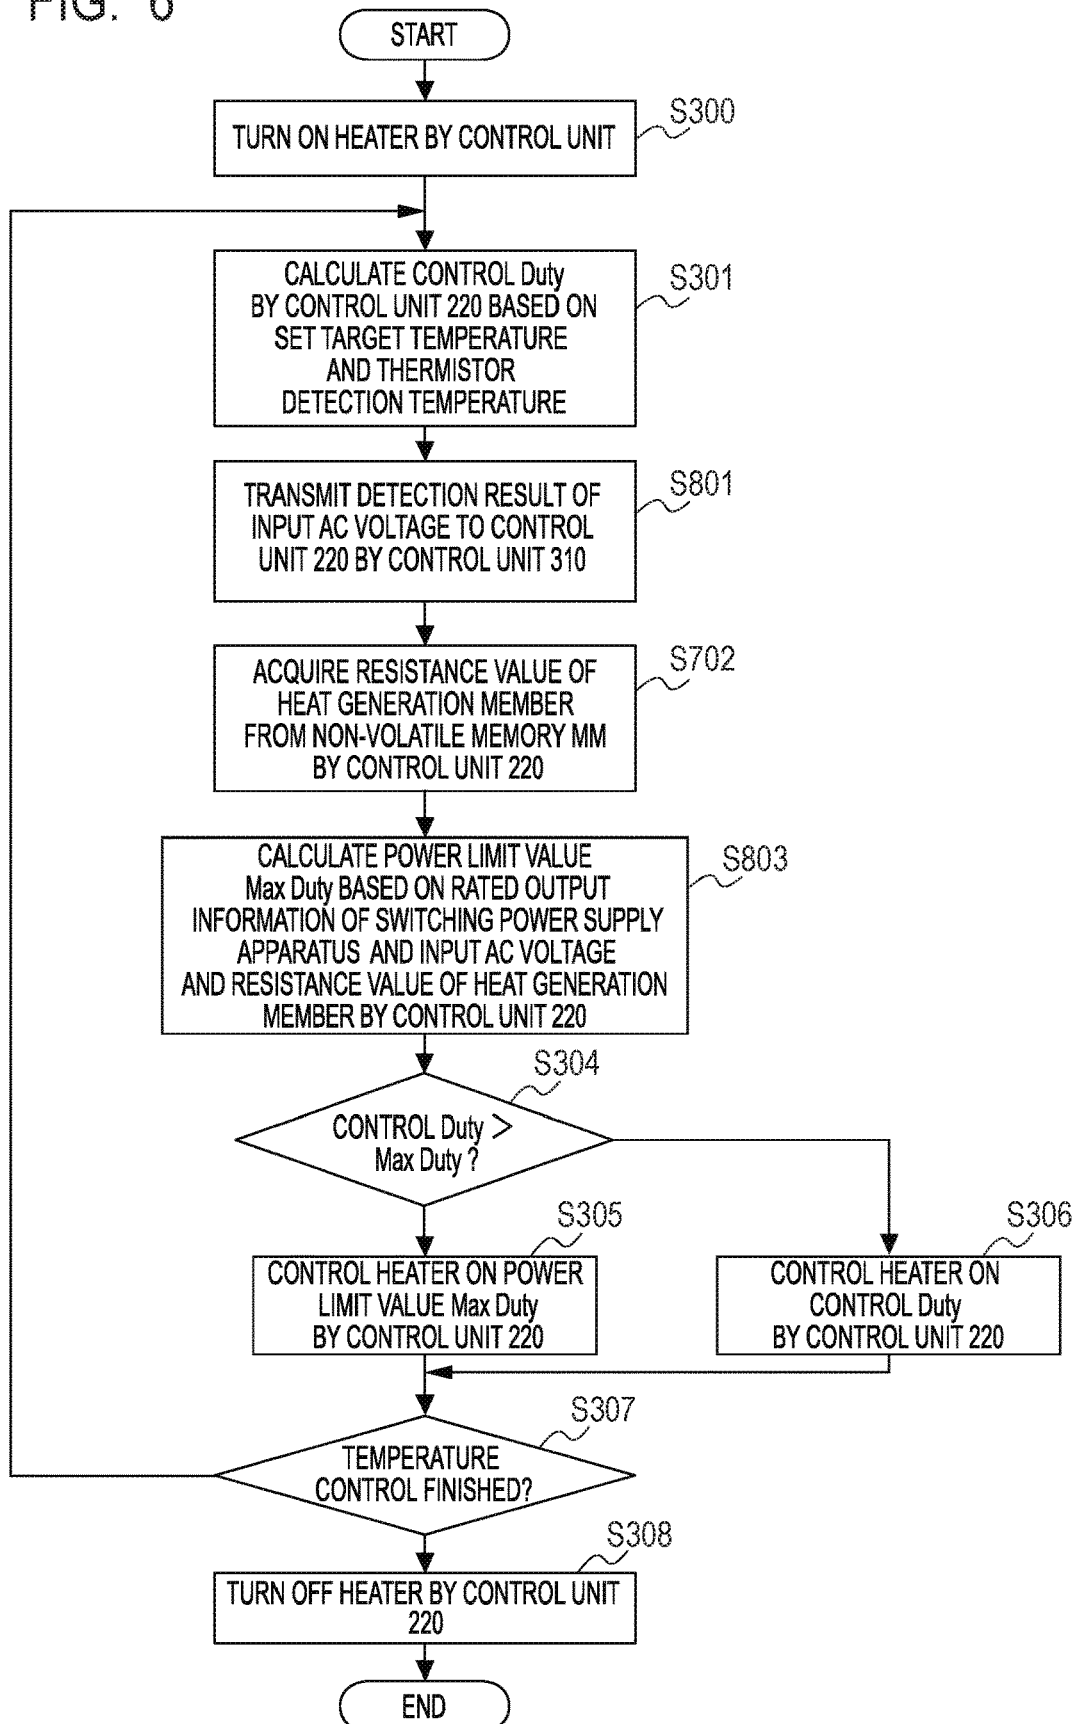 FIG. 6
START
TURN ON HEATER BY CONTROL UNIT
S300
CALCULATE CONTROL Duty
BY CONTROL UNIT 220 BASED ON
SET TARGET TEMPERATURE
AND THERMISTOR
DETECTION TEMPERATURE
S301
TRANSMIT DETECTION RESULT OF
INPUT AC VOLTAGE TO CONTROL
UNIT 220 BY CONTROL UNIT 310
S801
ACQUIRE RESISTANCE VALUE OF
HEAT GENERATION MEMBER
FROM NON-VOLATILE MEMORY MM
BY CONTROL UNIT 220
S702
CALCULATE POWER LIMIT VALUE
Max Duty BASED ON RATED OUTPUT
INFORMATION OF SWITCHING POWER SUPPLY
APPARATUS AND INPUT AC VOLTAGE
AND RESISTANCE VALUE OF HEAT GENERATION
MEMBER BY CONTROL UNIT 220
S803
CONTROL Duty >
Max Duty ?
S304
CONTROL HEATER ON POWER
LIMIT VALUE Max Duty
BY CONTROL UNIT 220
S305
CONTROL HEATER ON
CONTROL Duty
BY CONTROL UNIT 220
S306
TEMPERATURE
CONTROL FINISHED?
S307
TURN OFF HEATER BY CONTROL UNIT
220
S308
END